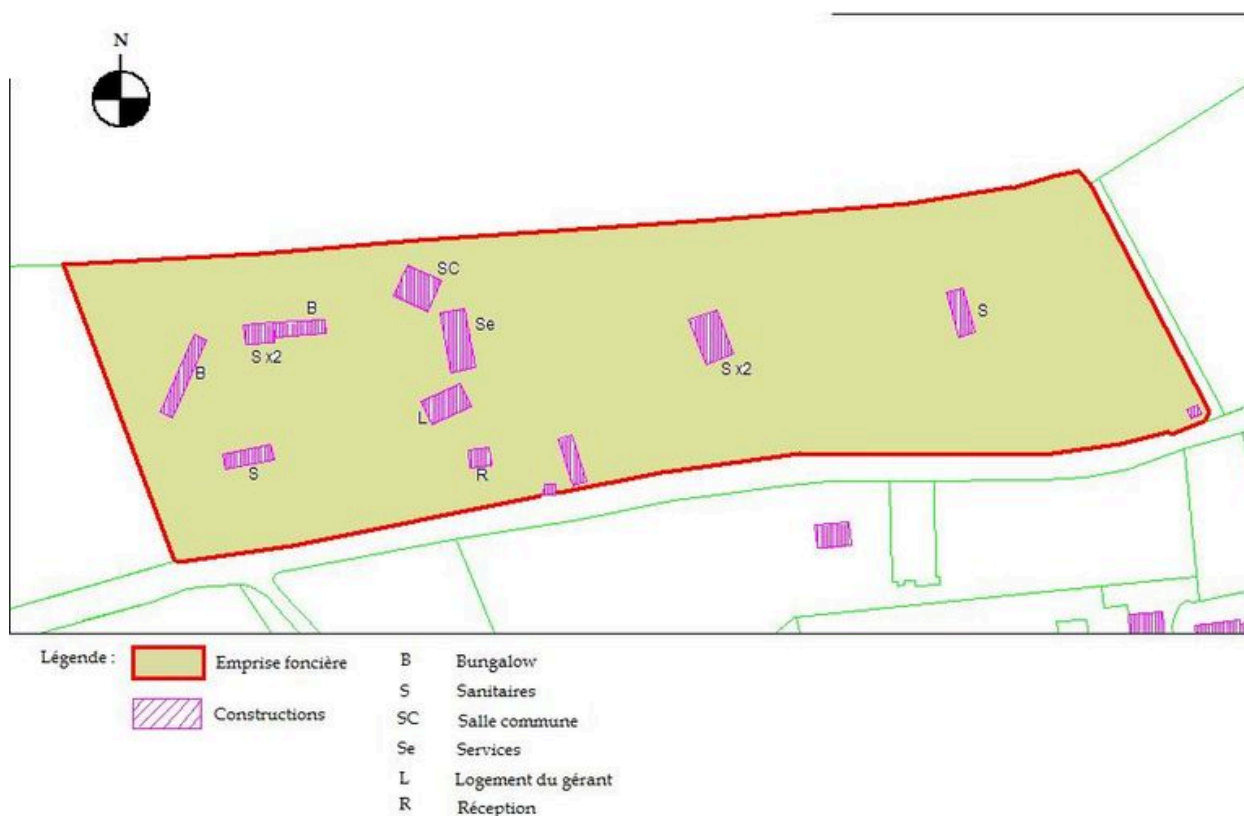 N
SC
B
Se
S
S x2
B
S x2
L
S
R
Légende :
Emprise foncière
Constructions
B Bungalow
S Sanitaires
SC Salle commune
Se Services
L Logement du gérant
R Réception